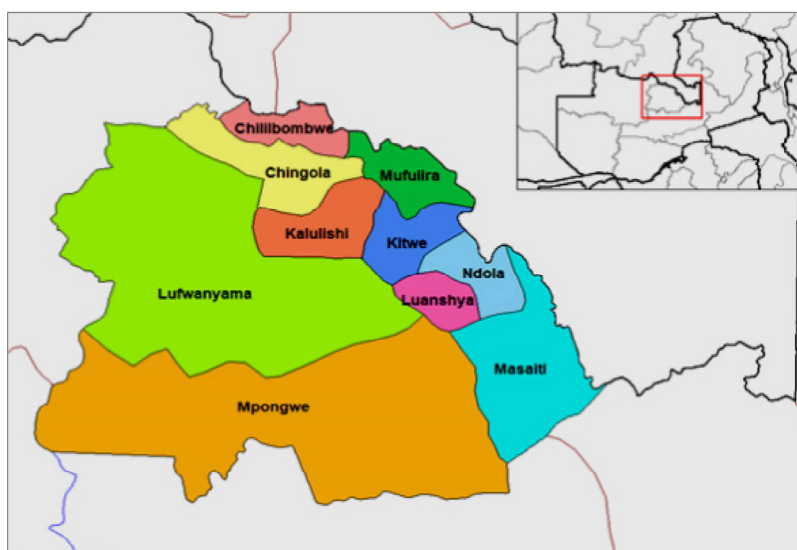 Chililbombwe
Chingola
Mufulira
Kalulishi
Kitwe
Ndola
Lufwanyama
Luanshya
Masaiti
Mpongwe